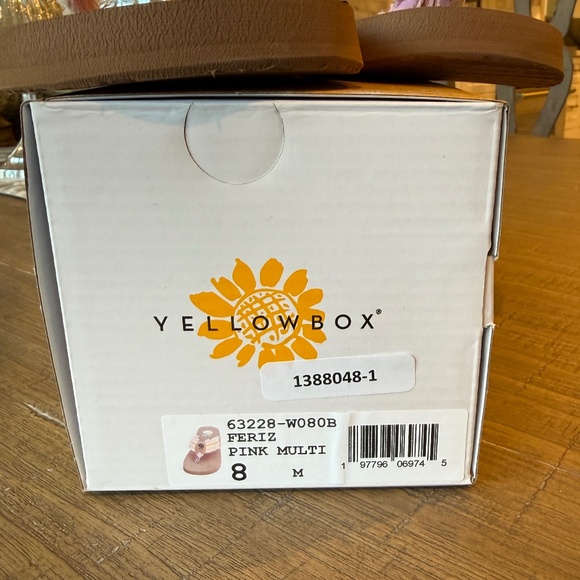 YELLOWBOX®
1388048-1
63228-W080B
FERIZ
PINK MULTI
8 M
1 97796 06974 5